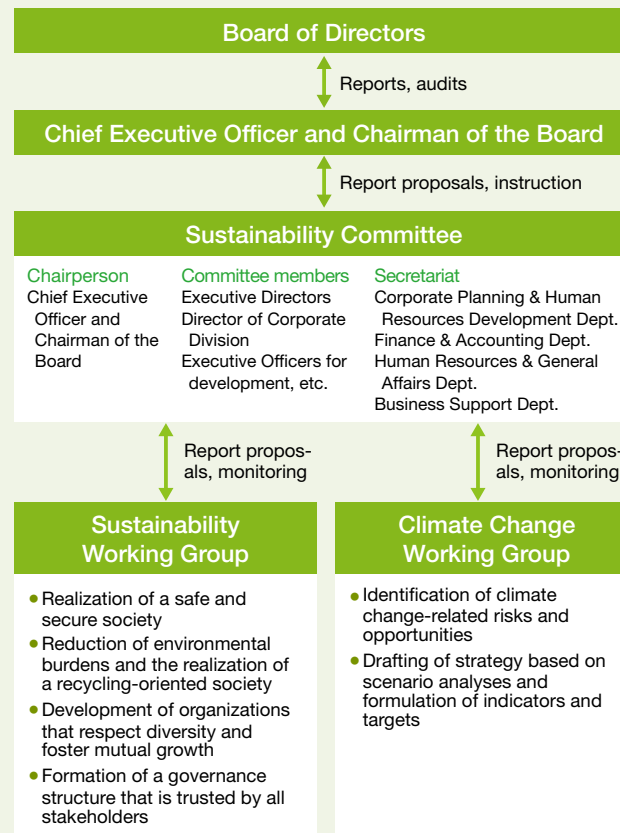 Board of Directors
Reports, audits
Chief Executive Officer and Chairman of the Board
Report proposals, instruction
Sustainability Committee
Chairperson
Chief Executive
Officer and
Chairman of the
Board
Committee members
Executive Directors
Director of Corporate
Division
Executive Officers for
development, etc.
Secretariat
Corporate Planning & Human
Resources Development Dept.
Finance & Accounting Dept.
Human Resources & General
Affairs Dept.
Business Support Dept.
Report propos-
als, monitoring
Report propos-
als, monitoring
Sustainability
Working Group
• Realization of a safe and
secure society
• Reduction of environmental
burdens and the realization of
a recycling-oriented society
• Development of organizations
that respect diversity and
foster mutual growth
• Formation of a governance
structure that is trusted by all
stakeholders
Climate Change
Working Group
• Identification of climate
change-related risks and
opportunities
• Drafting of strategy based on
scenario analyses and
formulation of indicators and
targets